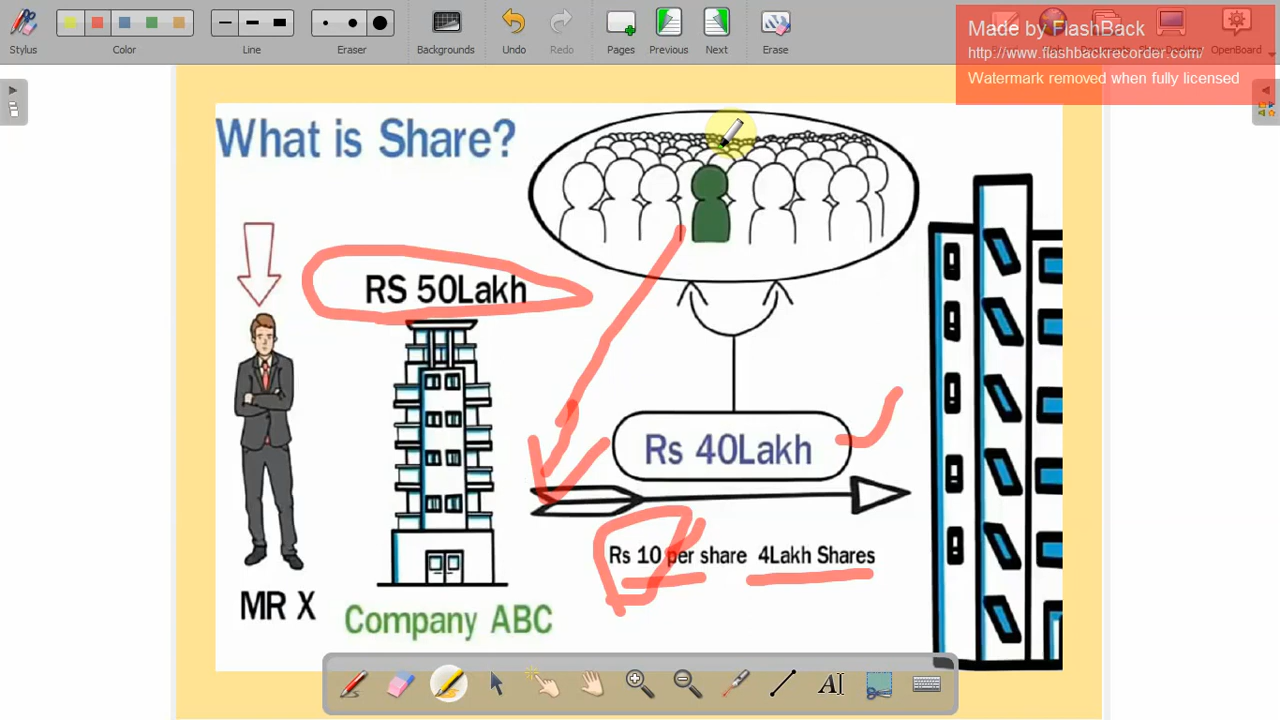 Stylus
Color
Line
Eraser
Backgrounds
Undo
Redo
Pages
Previous
Next
Erase
OpenBoard
Made by FlashBack
http://www.flashbackrecorder.com/
Watermark removed when fully licensed
What is Share?
RS 50Lakh
Rs 40Lakh
Rs 10 per share 4Lakh Shares
MR X
Company ABC